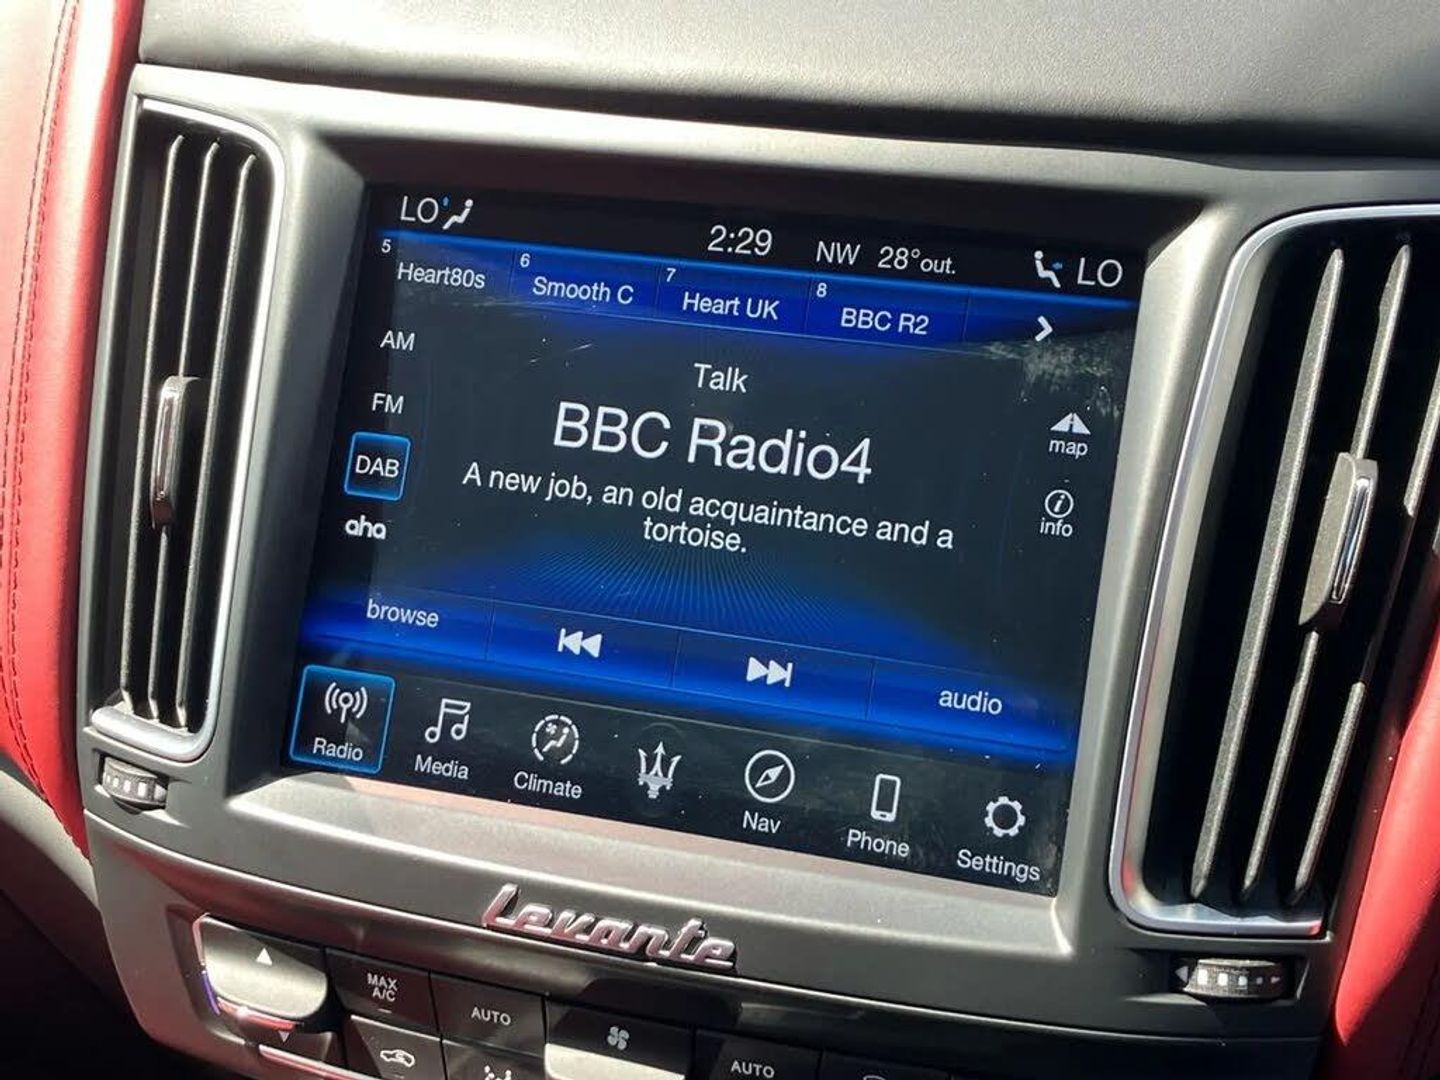 LO
2:29
NW 28°out.
LO
5 Heart80s
6 Smooth C
7 Heart UK
8 BBC R2
AM
FM
DAB
aha
Talk
BBC Radio4
A new job, an old acquaintance and a
tortoise.
map
info
browse
audio
Radio
Media
Climate
Nav
Phone
Settings
Levante
MAX
A/C
AUTO
AUTO